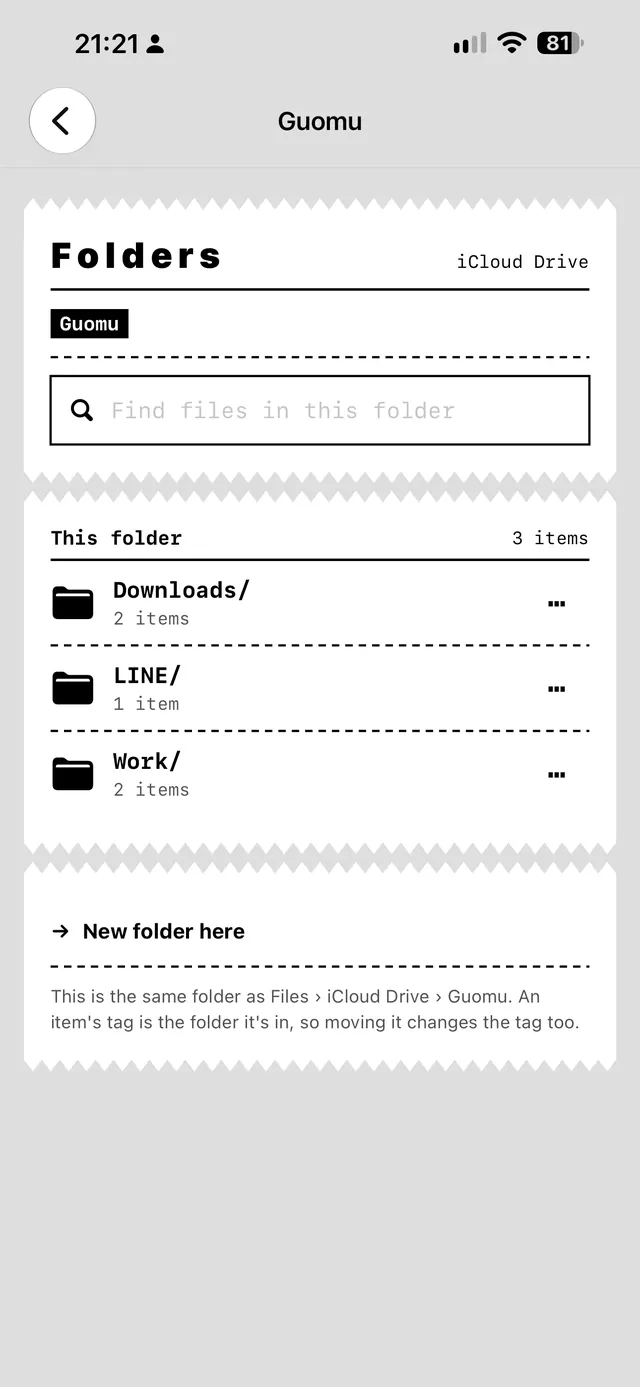 21:21
81
Guomu
Folders
iCloud Drive
Guomu
Find files in this folder
This folder
3 items
Downloads/
2 items
LINE/
1 item
Work/
2 items
→ New folder here
This is the same folder as Files › iCloud Drive › Guomu. An
item's tag is the folder it's in, so moving it changes the tag too.